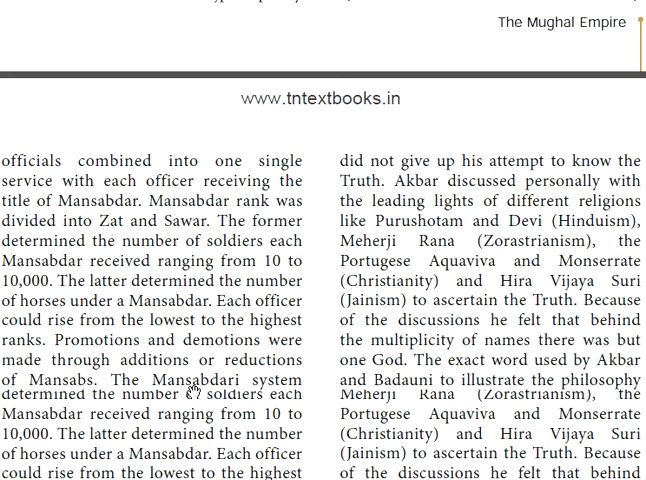 The Mughal Empire
www.tntextbooks.in
officials combined into one single
service with each officer receiving the
title of Mansabdar. Mansabdar rank was
divided into Zat and Sawar. The former
determined the number of soldiers each
Mansabdar received ranging from 10 to
10,000. The latter determined the number
of horses under a Mansabdar. Each officer
could rise from the lowest to the highest
ranks. Promotions and demotions were
made through additions or reductions
of Mansabs. The Mansabdari system
determined the number soldiers each
Mansabdar received ranging from 10 to
10,000. The latter determined the number
of horses under a Mansabdar. Each officer
could rise from the lowest to the highest
did not give up his attempt to know the
Truth. Akbar discussed personally with
the leading lights of different religions
like Purushotam and Devi (Hinduism),
Meherji Rana (Zorastrianism), the
Portugese Aquaviva and Monserrate
(Christianity) and Hira Vijaya Suri
(Jainism) to ascertain the Truth. Because
of the discussions he felt that behind
the multiplicity of names there was but
one God. The exact word used by Akbar
and Badauni to illustrate the philosophy
Meherji Rana (Zorastrianism), the
Portugese Aquaviva and Monserrate
(Christianity) and Hira Vijaya Suri
(Jainism) to ascertain the Truth. Because
of the discussions he felt that behind